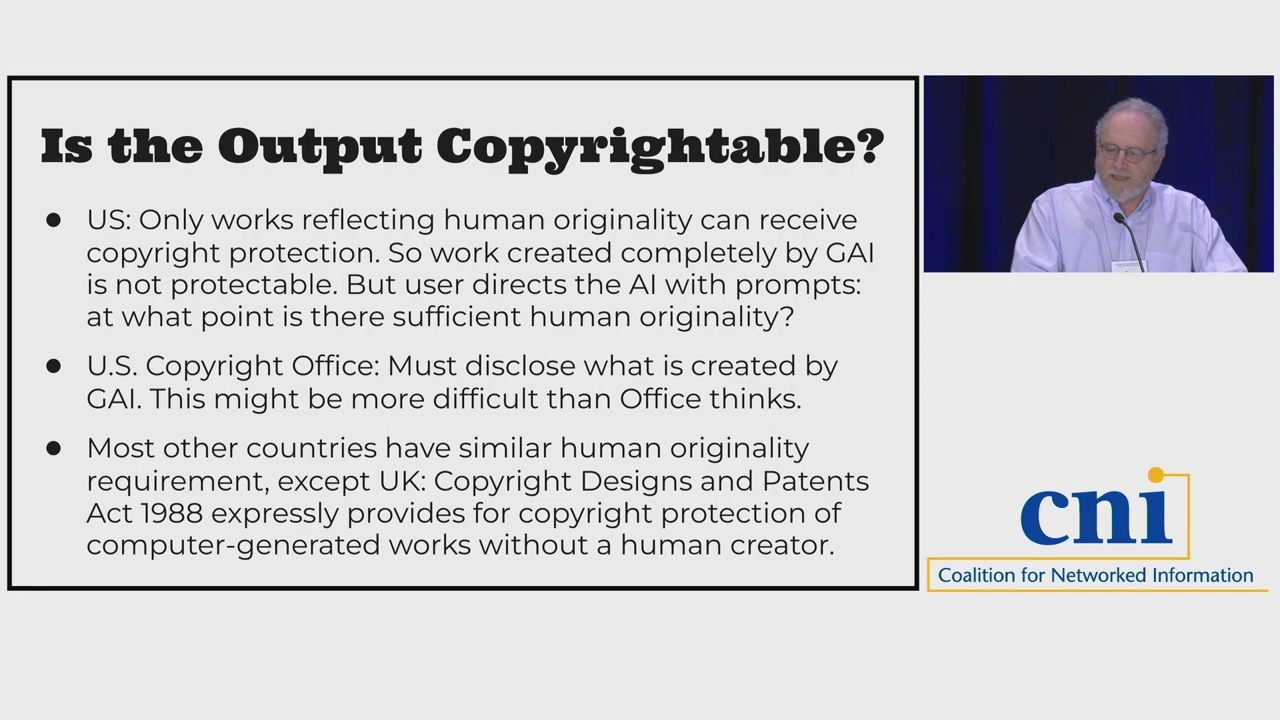 Is the Output Copyrightable?
● US: Only works reflecting human originality can receive
copyright protection. So work created completely by GAI
is not protectable. But user directs the AI with prompts:
at what point is there sufficient human originality?
● U.S. Copyright Office: Must disclose what is created by
GAI. This might be more difficult than Office thinks.
● Most other countries have similar human originality
requirement, except UK: Copyright Designs and Patents
Act 1988 expressly provides for copyright protection of
computer-generated works without a human creator.
cni
Coalition for Networked Information